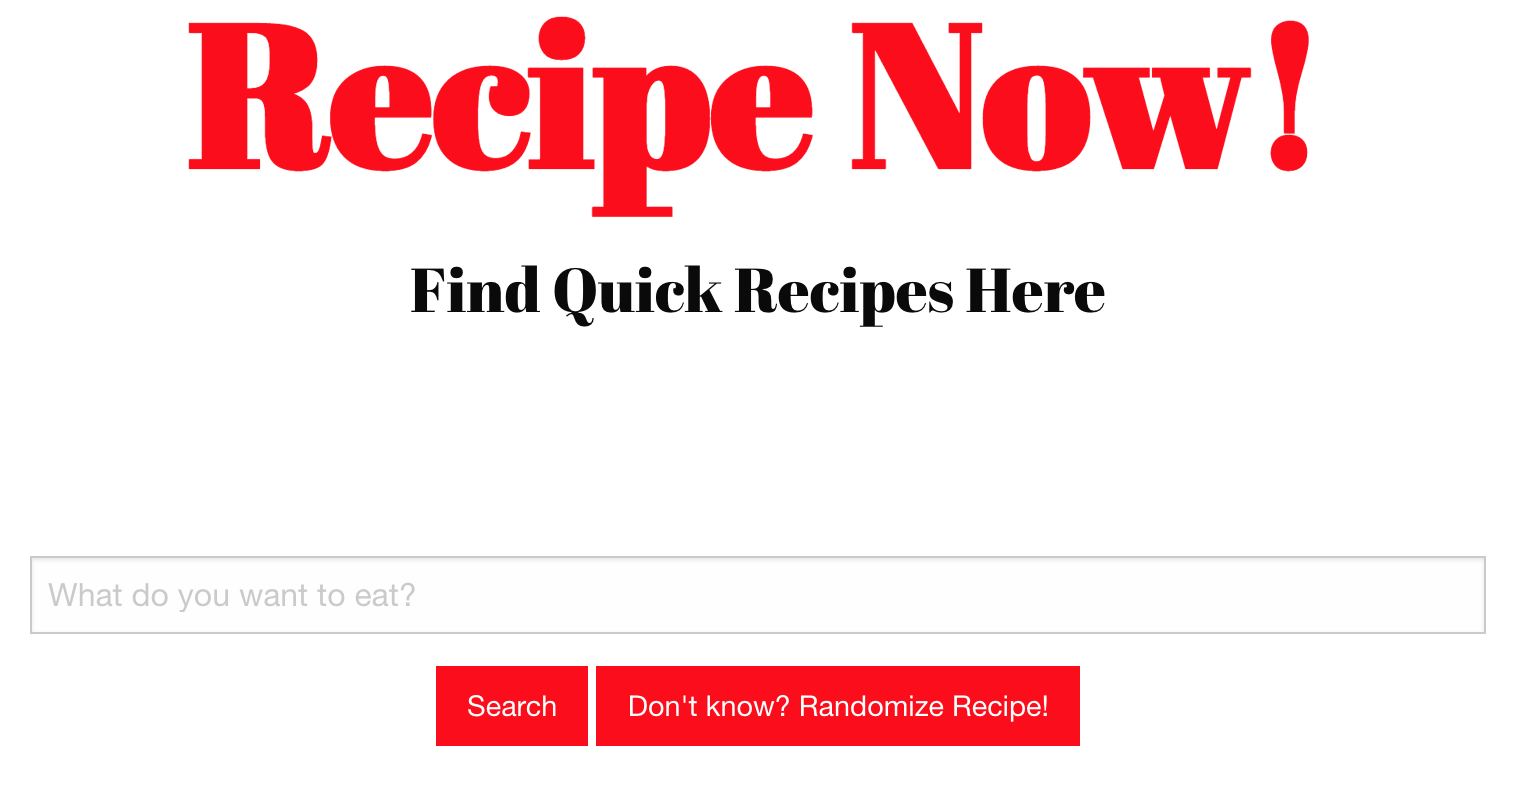 Recipe Now!
Find Quick Recipes Here
What do you want to eat?
Search
Don't know? Randomize Recipe!